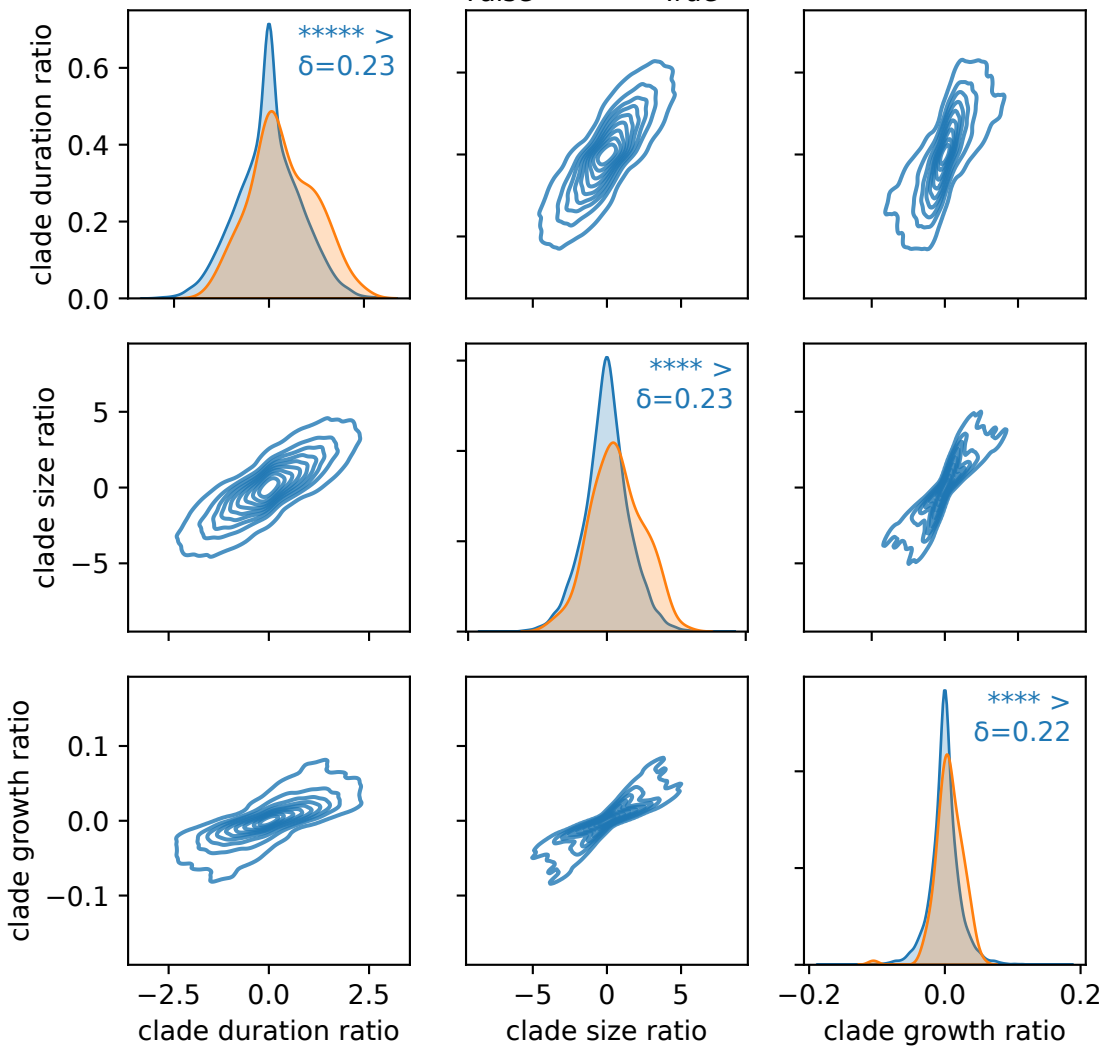 clade duration ratio
0.6
0.4
0.2
0.0
***** >
δ=0.23
clade size ratio
5
0
−5
**** >
δ=0.23
clade growth ratio
0.1
0.0
−0.1
**** >
δ=0.22
−2.5 0.0 2.5
−5 0 5
−0.2 0.0 0.2
clade duration ratio
clade size ratio
clade growth ratio